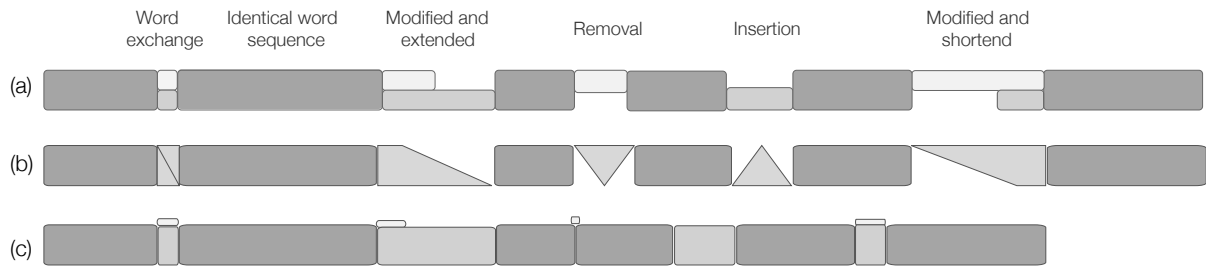 Word
exchange
Identical word
sequence
Modified and
extended
Removal
Insertion
Modified and
shortend
(a)
(b)
(c)